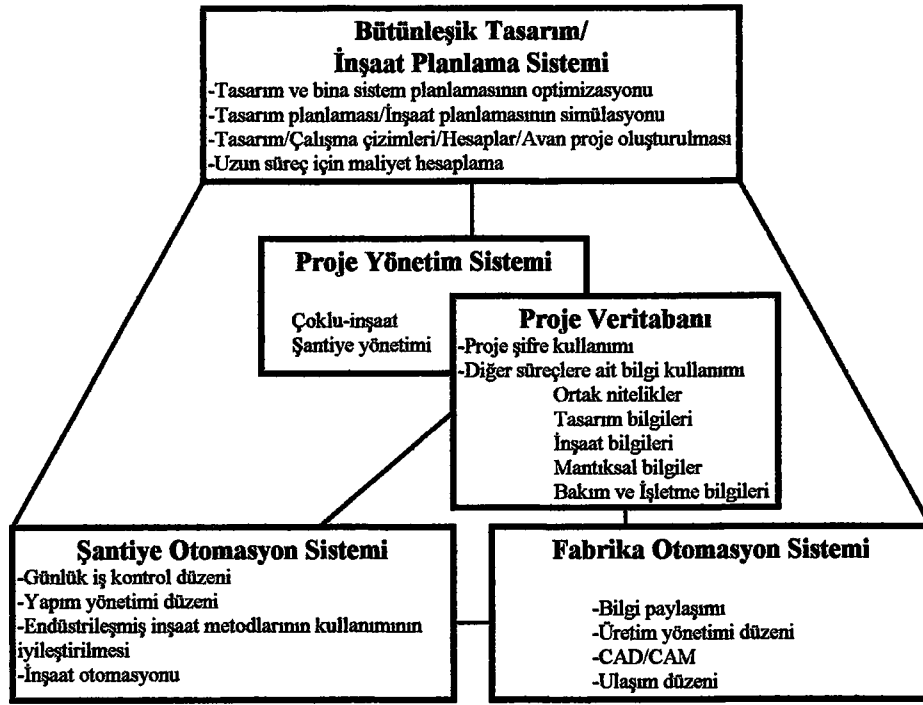 Bütünleşik Tasarım/
İnşaat Planlama Sistemi
-Tasarım ve bina sistem planlamasının optimizasyonu
-Tasarım planlaması/İnşaat planlamasının simülasyonu
-Tasarım/Çalışma çizimleri/Hesaplar/Avan proje oluşturulması
-Uzun süreç için maliyet hesaplama
Proje Yönetim Sistemi
Çoklu-inşaat
Şantiye yönetimi
Proje Veritabanı
-Proje şifre kullanımı
-Diğer süreçlere ait bilgi kullanımı
Ortak nitelikler
Tasarım bilgileri
İnşaat bilgileri
Mantıksal bilgiler
Bakım ve İşletme bilgileri
Şantiye Otomasyon Sistemi
-Günlük iş kontrol düzeni
-Yapım yönetimi düzeni
-Endüstrileşmiş inşaat metodlarının kullanımının
iyileştirilmesi
-İnşaat otomasyonu
Fabrika Otomasyon Sistemi
-Bilgi paylaşımı
-Üretim yönetimi düzeni
-CAD/CAM
-Ulaşım düzeni